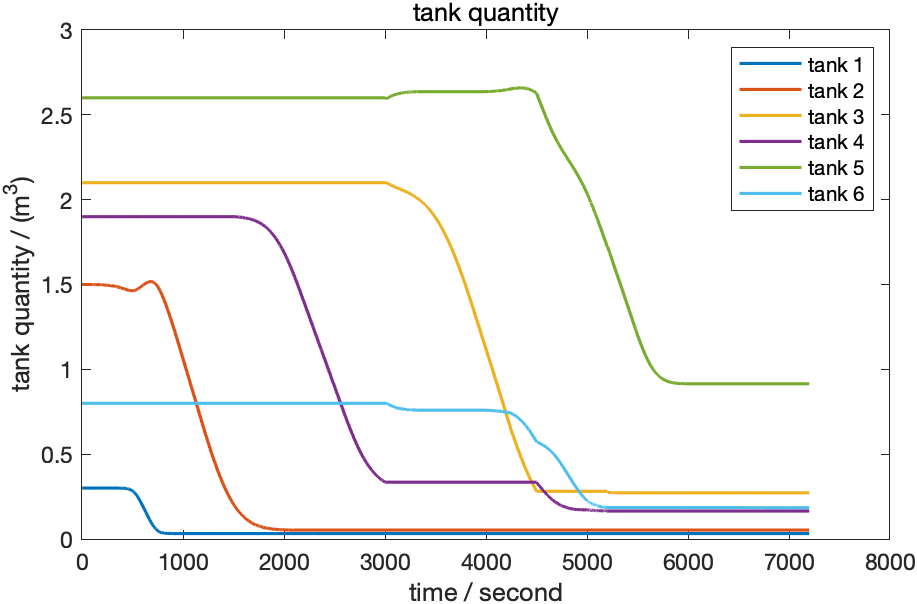 tank quantity
tank quantity / (m³)
3
2.5
2
1.5
1
0.5
0
tank 1
tank 2
tank 3
tank 4
tank 5
tank 6
0 1000 2000 3000 4000 5000 6000 7000 8000
time / second